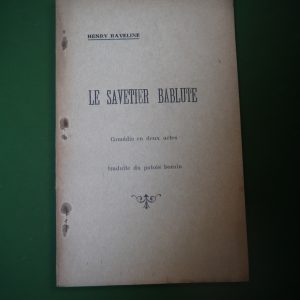 HENRY RAVELINE
LE SAVETIER BABLUTE
Comédie en deux actes
traduite du patois borain